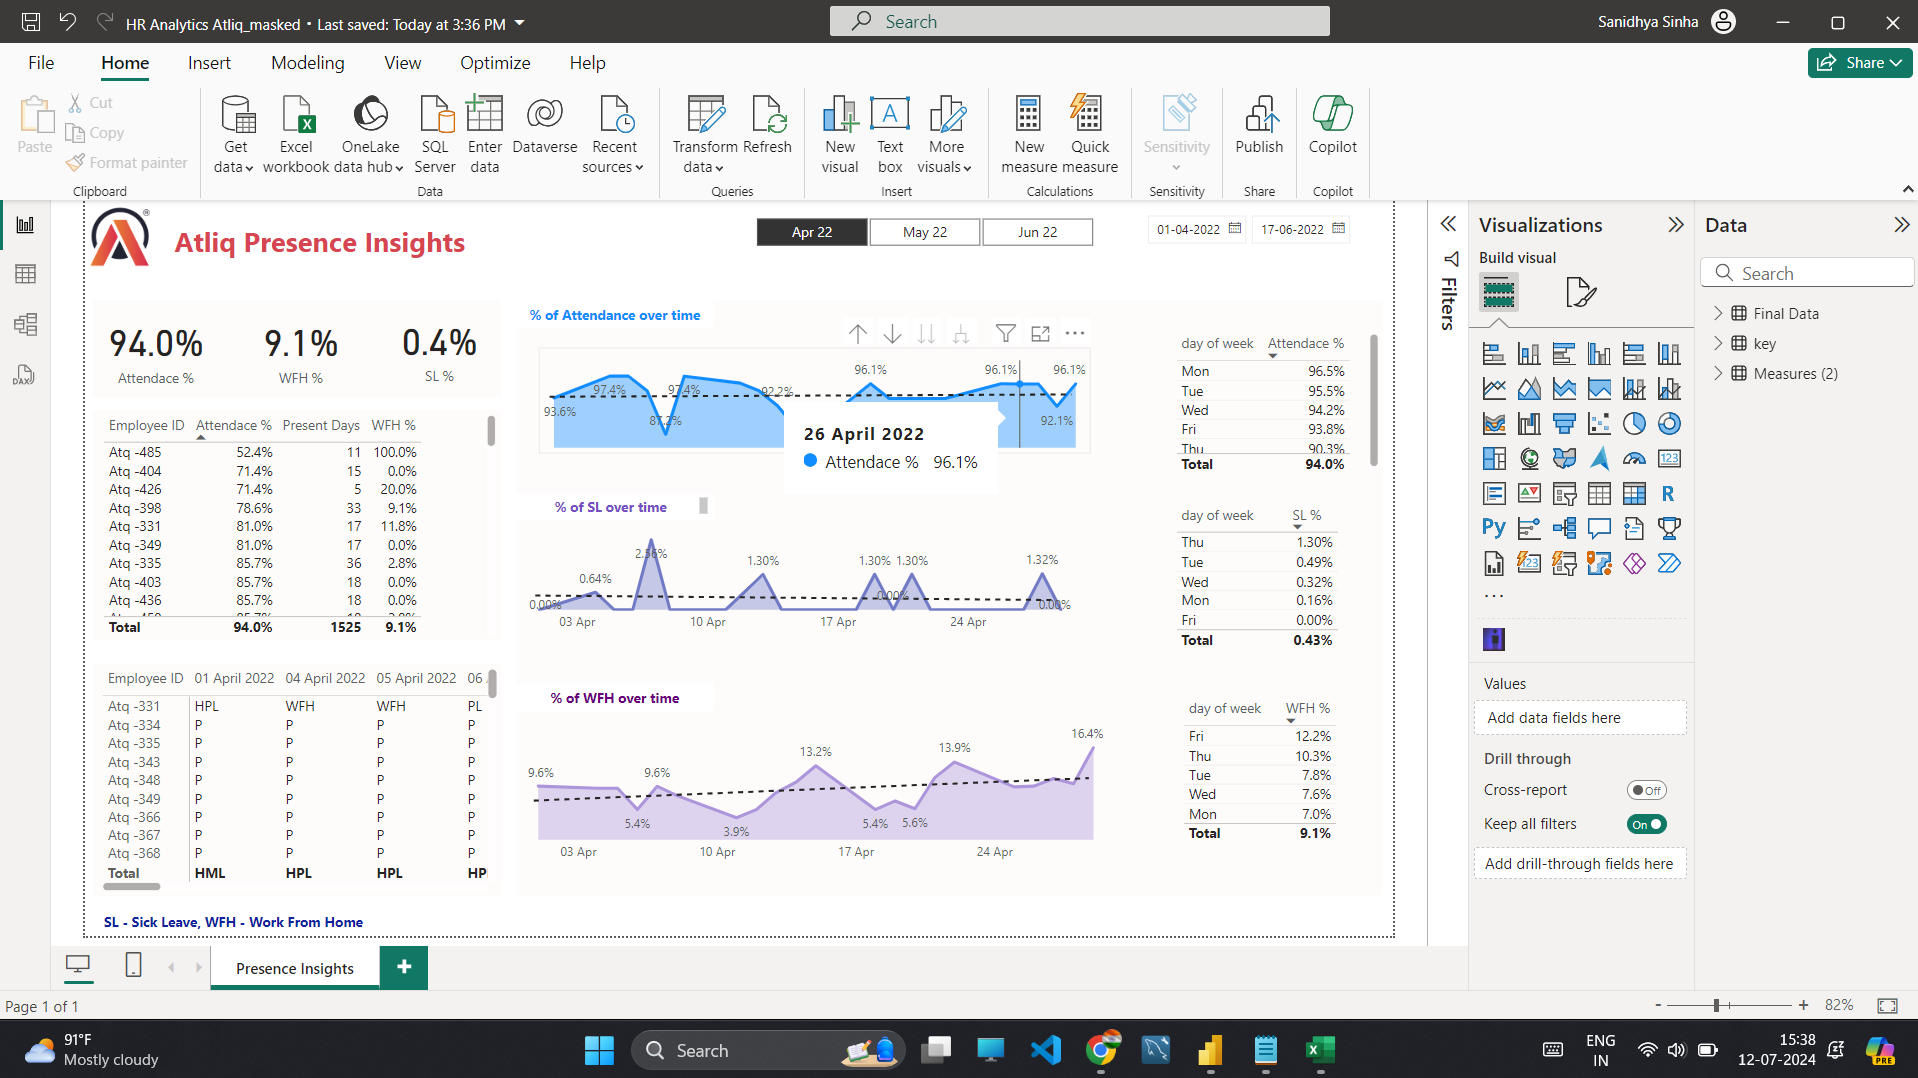 HR Analytics Atliq_masked • Last saved: Today at 3:36 PM
Search
Sanidhya Sinha
File Home Insert Modeling View Optimize Help
Share
Paste
Cut
Copy
Format painter
Clipboard
Get data
Excel workbook
OneLake data hub
SQL Server
Enter data
Dataverse
Recent sources
Data
Transform data
Refresh
Queries
New visual
Text box
More visuals
Insert
New measure
Quick measure
Calculations
Sensitivity
Sensitivity
Publish
Share
Copilot
Copilot
Atliq Presence Insights
Apr 22 May 22 Jun 22
01-04-2022 17-06-2022
94.0% 9.1% 0.4%
Attendace % WFH % SL %
Employee ID Attendace % Present Days WFH %
Atq -485 52.4% 11 100.0%
Atq -404 71.4% 15 0.0%
Atq -426 71.4% 5 20.0%
Atq -398 78.6% 33 9.1%
Atq -331 81.0% 17 11.8%
Atq -349 81.0% 17 0.0%
Atq -335 85.7% 36 2.8%
Atq -403 85.7% 18 0.0%
Atq -436 85.7% 18 0.0%
Total 94.0% 1525 9.1%
Employee ID 01 April 2022 04 April 2022 05 April 2022 06
Atq -331 HPL WFH WFH PL
Atq -334 P P P P
Atq -335 P P P P
Atq -343 P P P P
Atq -348 P P P P
Atq -349 P P P P
Atq -366 P P P P
Atq -367 P P P P
Atq -368 P P P P
Total HML HPL HPL HP
SL - Sick Leave, WFH - Work From Home
% of Attendance over time
93.6% 97.4% 87.2% 97.4% 92.2% 96.1% 96.1% 92.1% 96.1%
26 April 2022
Attendace % 96.1%
% of SL over time
0.00% 0.64% 2.56% 1.30% 1.30% 0.00% 1.30% 1.32% 0.00%
03 Apr 10 Apr 17 Apr 24 Apr
% of WFH over time
9.6% 5.4% 9.6% 3.9% 13.2% 5.4% 5.6% 13.9% 16.4%
03 Apr 10 Apr 17 Apr 24 Apr
day of week Attendace %
Mon 96.5%
Tue 95.5%
Wed 94.2%
Fri 93.8%
Thu 90.3%
Total 94.0%
day of week SL %
Thu 1.30%
Tue 0.49%
Wed 0.32%
Mon 0.16%
Fri 0.00%
Total 0.43%
day of week WFH %
Fri 12.2%
Thu 10.3%
Tue 7.8%
Wed 7.6%
Mon 7.0%
Total 9.1%
Filters
Visualizations
Build visual
R
Py
123
Values
Add data fields here
Drill through
Cross-report Off
Keep all filters On
Add drill-through fields here
Data
Search
Final Data
key
Measures (2)
Presence Insights
Page 1 of 1
- + 82%
91°F
Mostly cloudy
Search
ENG
IN
15:38
12-07-2024
PRE